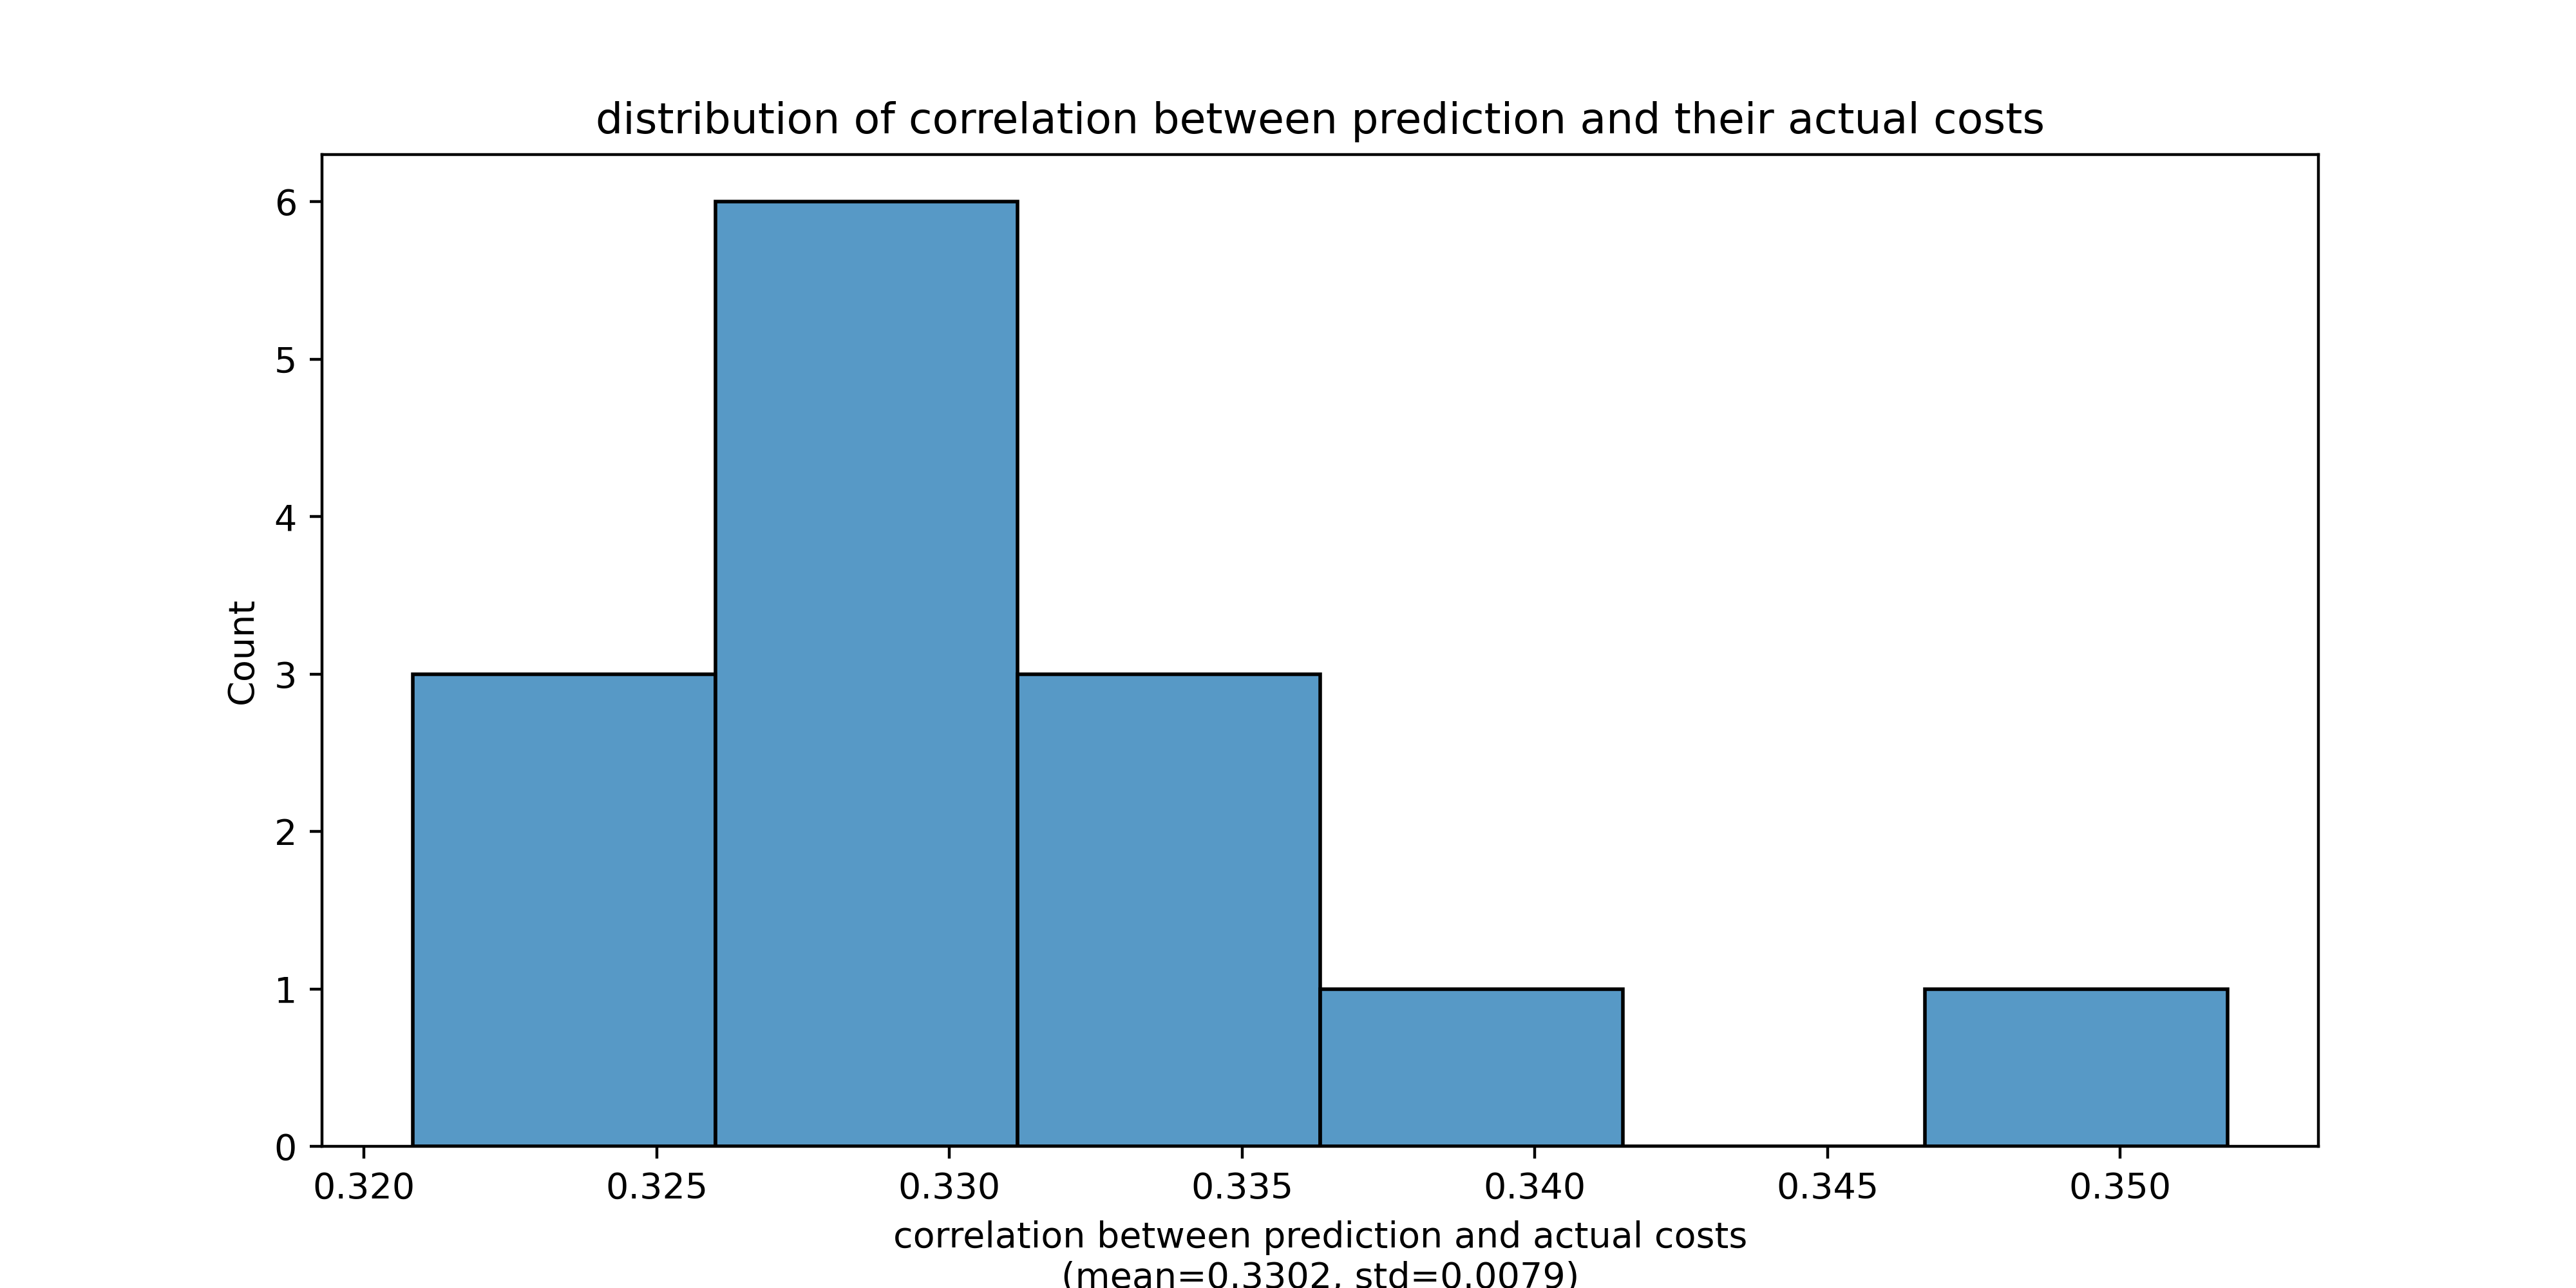 distribution of correlation between prediction and their actual costs
6
5
4
3
2
1
0
Count
0.320 0.325 0.330 0.335 0.340 0.345 0.350
correlation between prediction and actual costs
(mean=0.3302, std=0.0079)